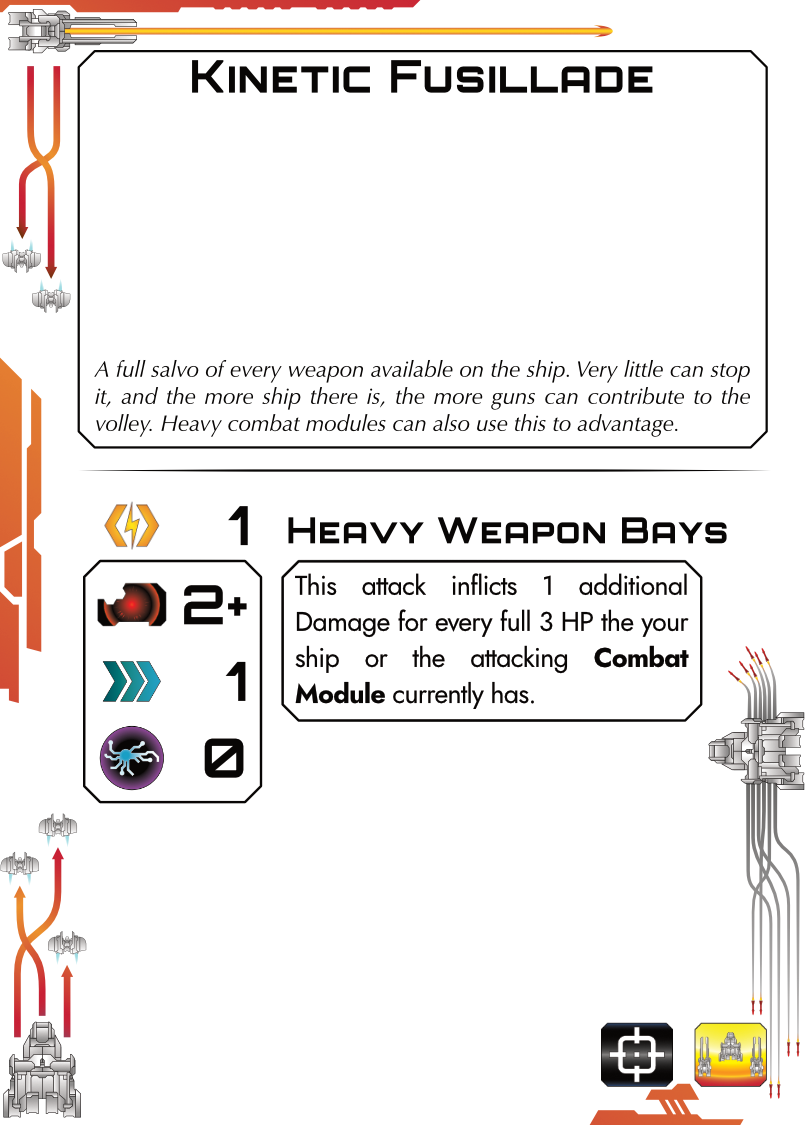 Kinetic Fusillade
A full salvo of every weapon available on the ship. Very little can stop
it, and the more ship there is, the more guns can contribute to the
volley. Heavy combat modules can also use this to advantage.
1
Heavy Weapon Bays
2+
1
0
This attack inflicts 1 additional
Damage for every full 3 HP the your
ship or the attacking Combat
Module currently has.